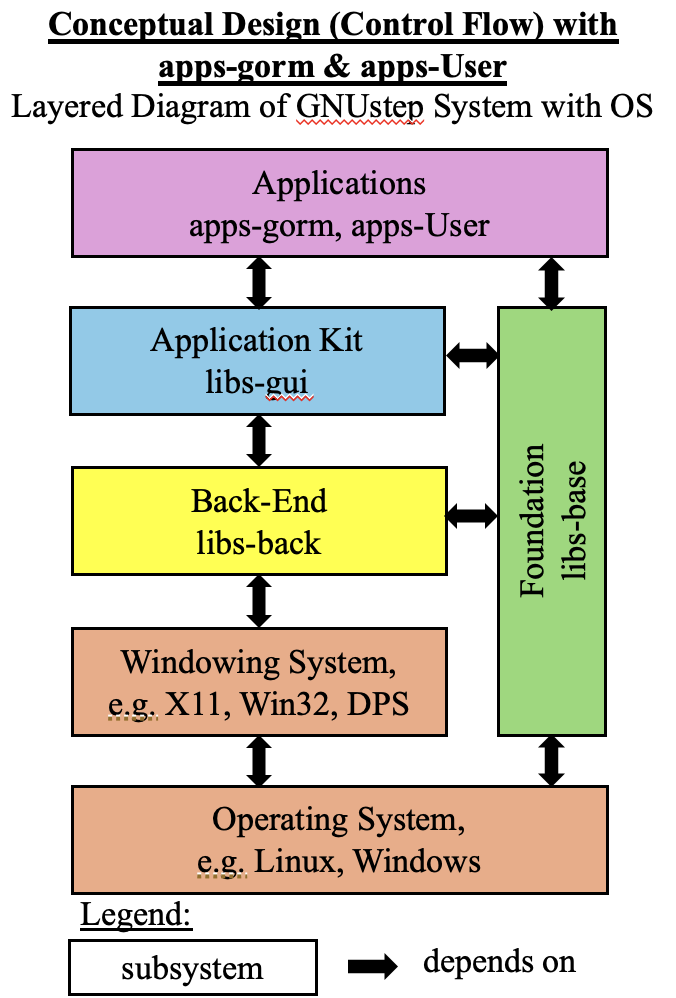 Conceptual Design (Control Flow) with
apps-gorm & apps-User
Layered Diagram of GNUstep System with OS
Applications
apps-gorm, apps-User
Application Kit
libs-gui
Back-End
libs-back
Foundation
libs-base
Windowing System,
e.g. X11, Win32, DPS
Operating System,
e.g. Linux, Windows
Legend:
subsystem
depends on